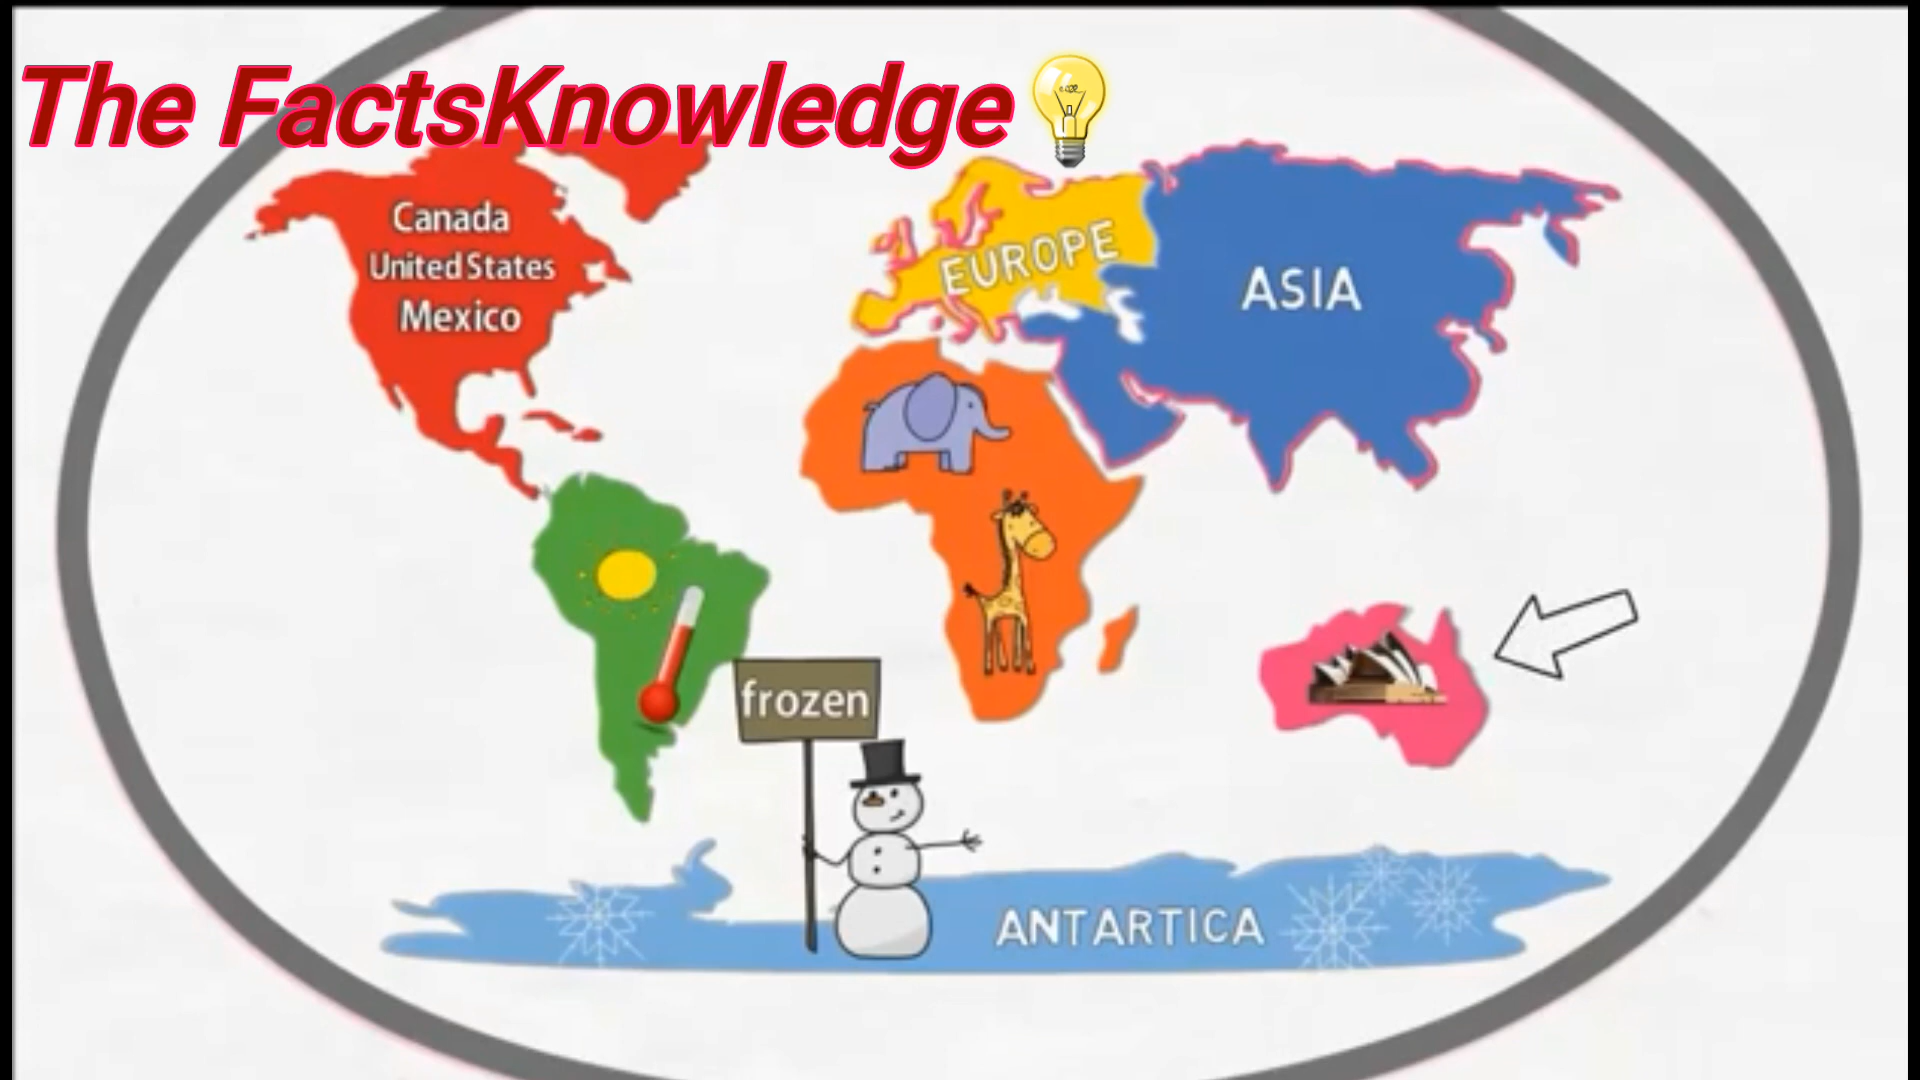 The FactsKnowledge
Canada
United States
Mexico
EUROPE
ASIA
frozen
ANTARTICA